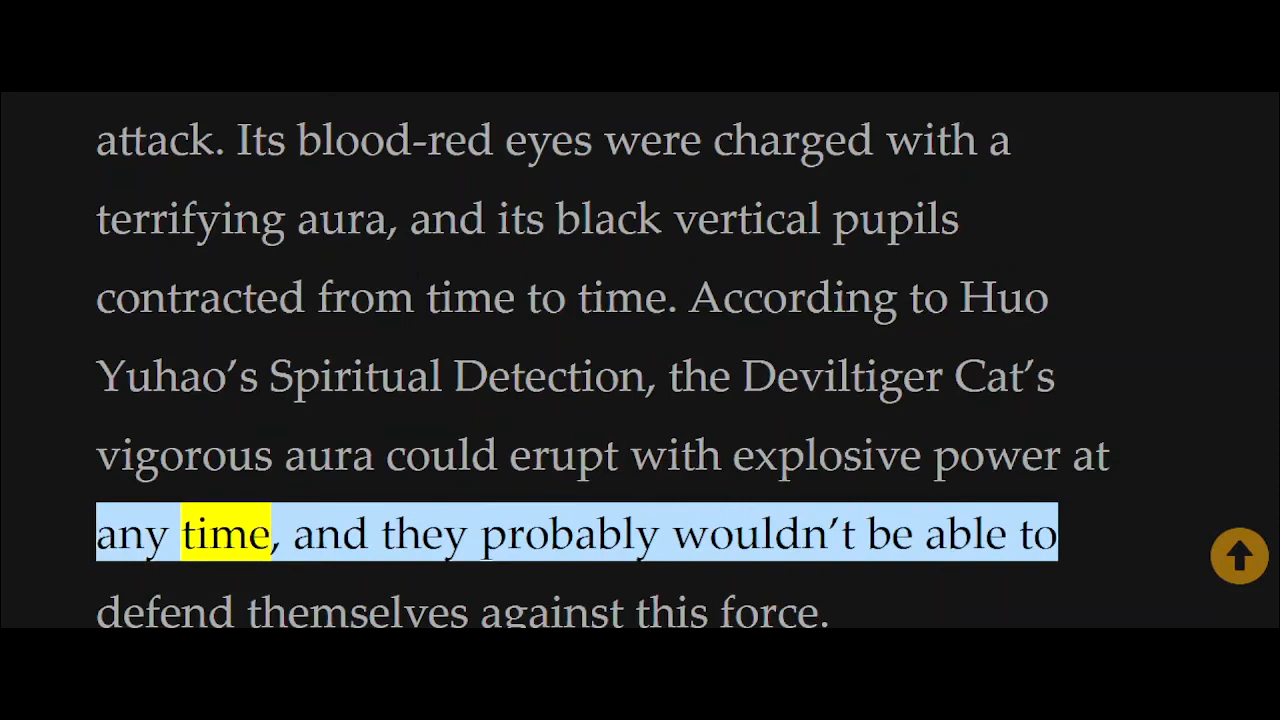 attack. Its blood-red eyes were charged with a
terrifying aura, and its black vertical pupils
contracted from time to time. According to Huo
Yuhao’s Spiritual Detection, the Deviltiger Cat’s
vigorous aura could erupt with explosive power at
any time, and they probably wouldn’t be able to
defend themselves against this force.